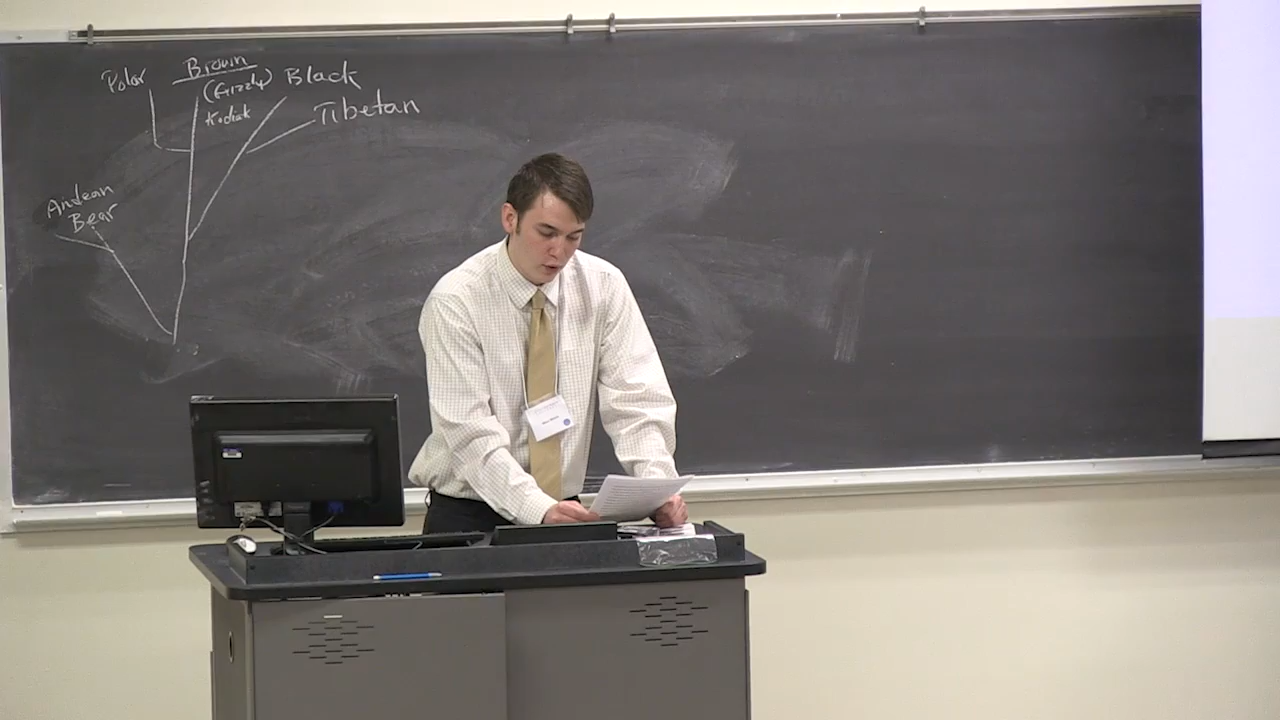 Polar
Brown
(Grizzly)
Kodiak
Black
Tibetan
Andean
Bear